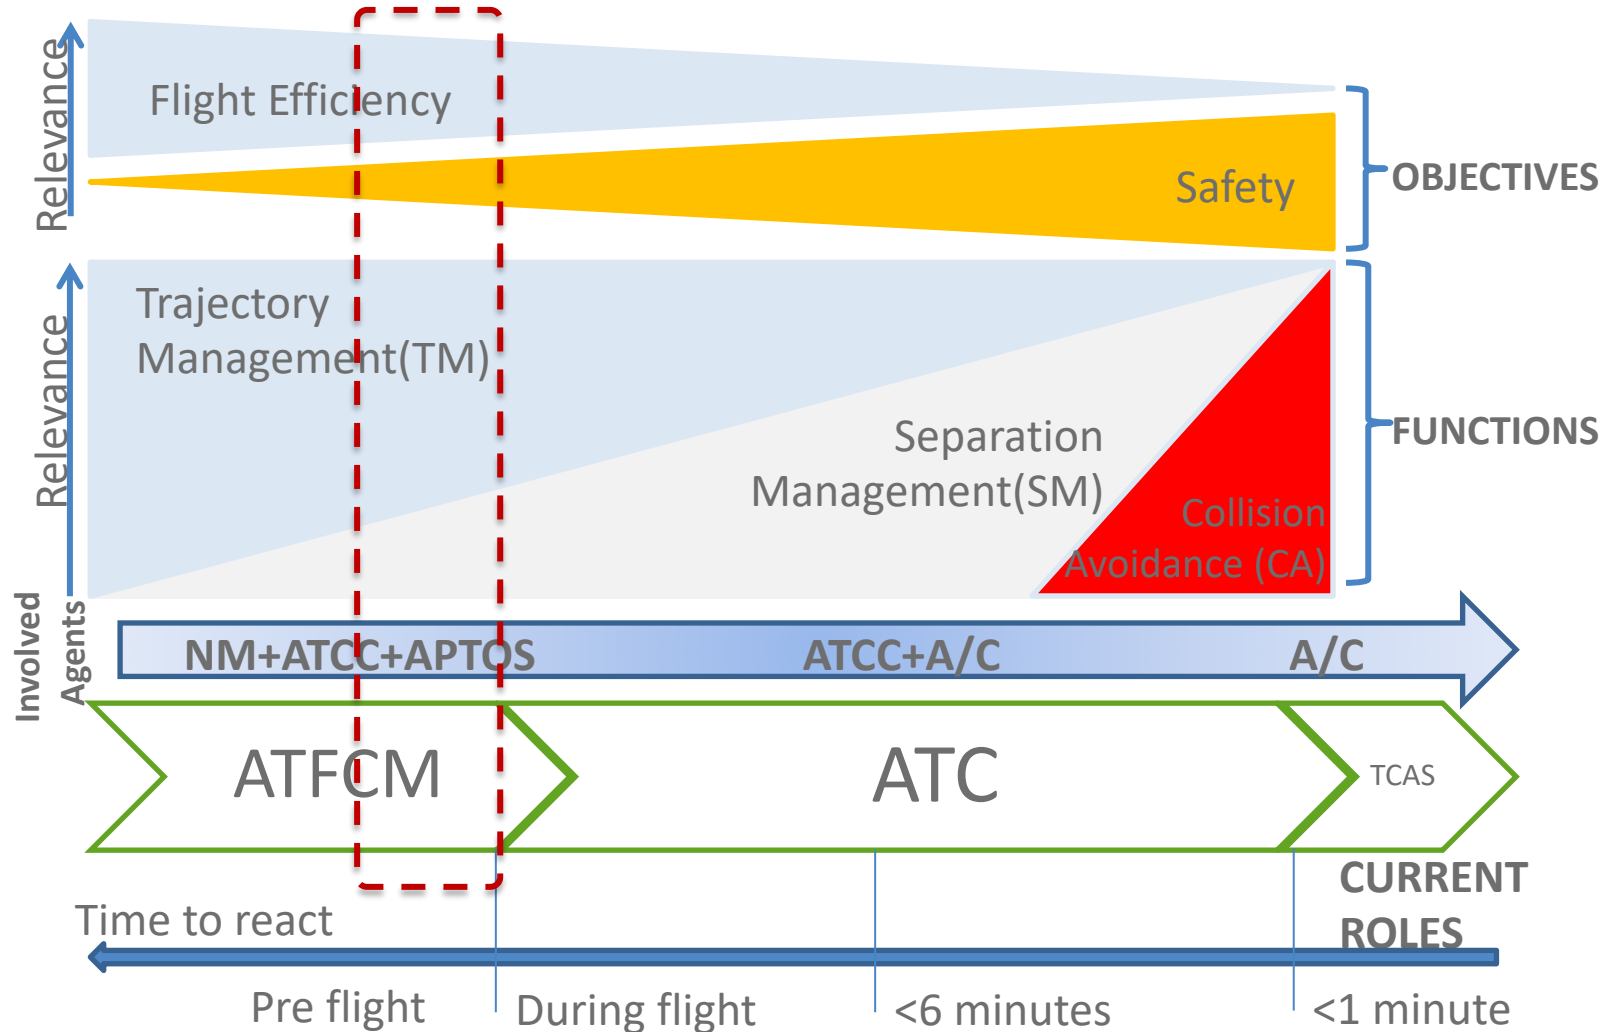 Relevance
Flight Efficiency
Safety
OBJECTIVES
Relevance
Trajectory
Management(TM)
Separation
Management(SM)
Collision
Avoidance (CA)
FUNCTIONS
Involved
Agents
NM+ATCC+APTOS
ATCC+A/C
A/C
ATFCM
ATC
TCAS
CURRENT
ROLES
Time to react
Pre flight
During flight
<6 minutes
<1 minute